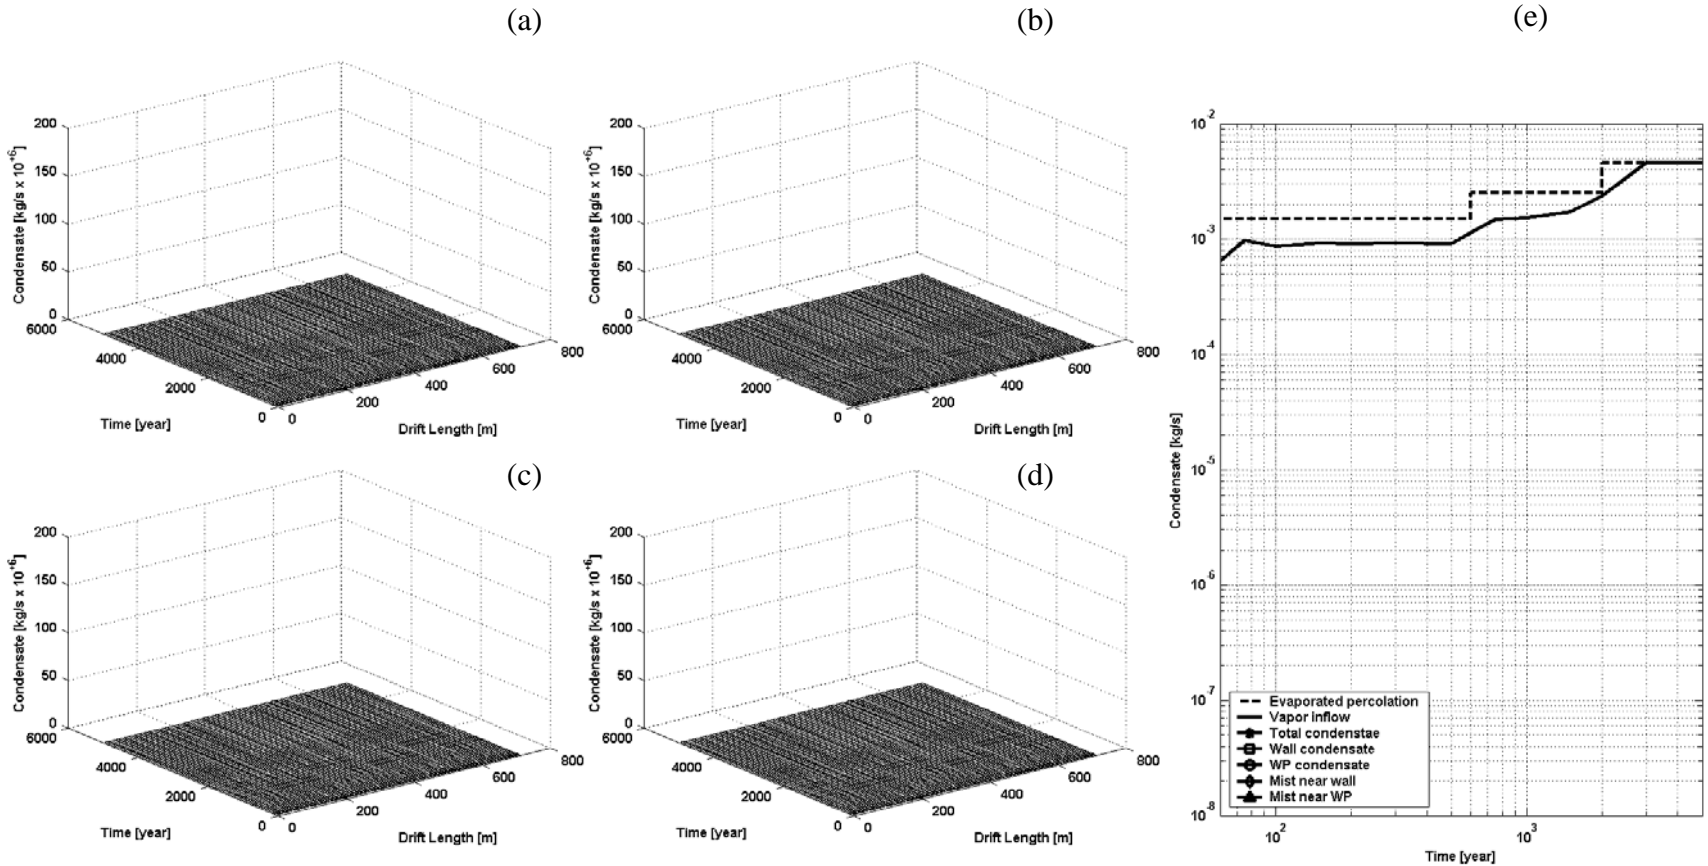 (a)
Condensate [kg/s x 10⁺⁶]
200
150
100
50
0
6000
4000
2000
0
Time [year]
0
200
400
600
800
Drift Length [m]
(b)
Condensate [kg/s x 10⁺⁶]
200
150
100
50
0
6000
4000
2000
0
Time [year]
0
200
400
600
800
Drift Length [m]
(c)
Condensate [kg/s x 10⁺⁶]
200
150
100
50
0
6000
4000
2000
0
Time [year]
0
200
400
600
800
Drift Length [m]
(d)
Condensate [kg/s x 10⁺⁶]
200
150
100
50
0
6000
4000
2000
0
Time [year]
0
200
400
600
800
Drift Length [m]
(e)
Condensate [kg/s]
10⁻²
10⁻³
10⁻⁴
10⁻⁵
10⁻⁶
10⁻⁷
10⁻⁸
Evaporated percolation
Vapor inflow
Total condenstae
Wall condensate
WP condensate
Mist near wall
Mist near WP
10²
10³
Time [year]